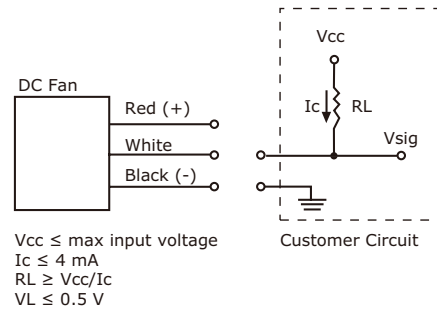 Vcc
DC Fan
Ic
RL
Red (+)
Vsig
White
Black (-)
Vcc ≤ max input voltage
Customer Circuit
Ic ≤ 4 mA
RL ≥ Vcc/Ic
VL ≤ 0.5 V